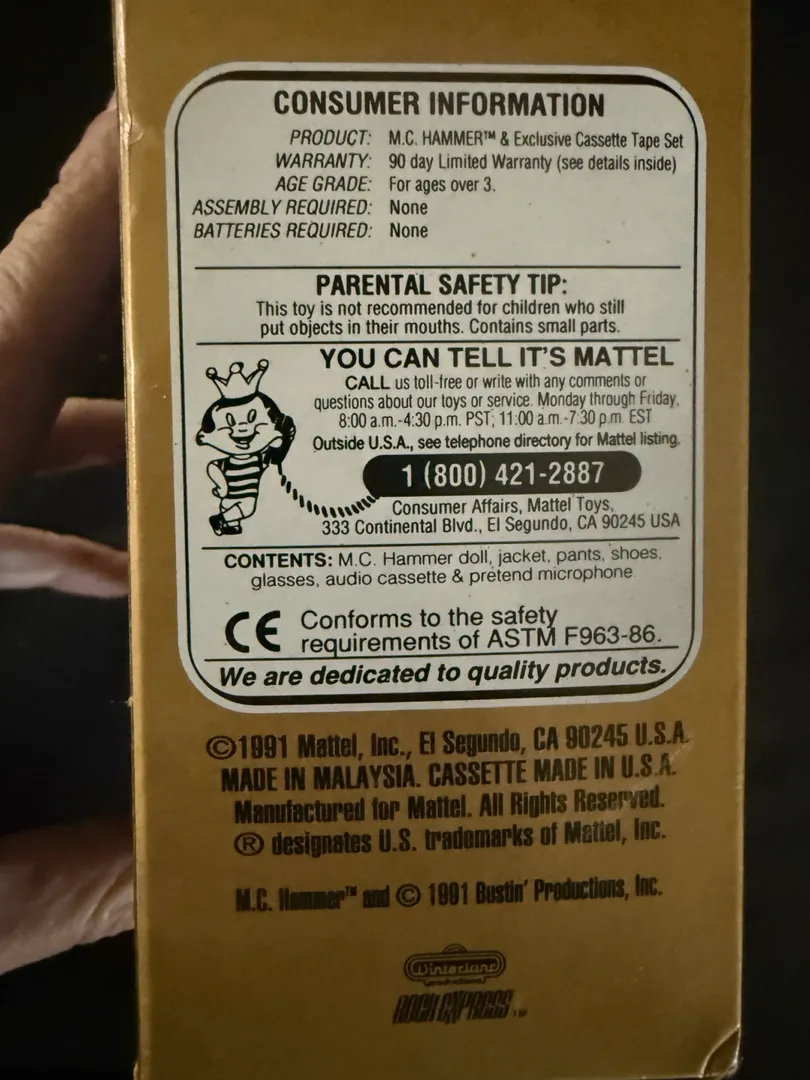 CONSUMER INFORMATION
PRODUCT: M.C. HAMMER™ & Exclusive Cassette Tape Set
WARRANTY: 90 day Limited Warranty (see details inside)
AGE GRADE: For ages over 3.
ASSEMBLY REQUIRED: None
BATTERIES REQUIRED: None
PARENTAL SAFETY TIP:
This toy is not recommended for children who still
put objects in their mouths. Contains small parts.
YOU CAN TELL IT'S MATTEL
CALL us toll-free or write with any comments or
questions about our toys or service. Monday through Friday,
8:00 a.m.-4:30 p.m. PST; 11:00 a.m.-7:30 p.m. EST
Outside U.S.A., see telephone directory for Mattel listing.
1 (800) 421-2887
Consumer Affairs, Mattel Toys,
333 Continental Blvd., El Segundo, CA 90245 USA
CONTENTS: M.C. Hammer doll, jacket, pants, shoes,
glasses, audio cassette & pretend microphone
CE Conforms to the safety
requirements of ASTM F963-86.
We are dedicated to quality products.
©1991 Mattel, Inc., El Segundo, CA 90245 U.S.A.
MADE IN MALAYSIA. CASSETTE MADE IN U.S.A.
Manufactured for Mattel. All Rights Reserved.
® designates U.S. trademarks of Mattel, Inc.
M.C. Hammer™ and © 1991 Bustin' Productions, Inc.
Winterland
productions
ROCK EXPRESS™